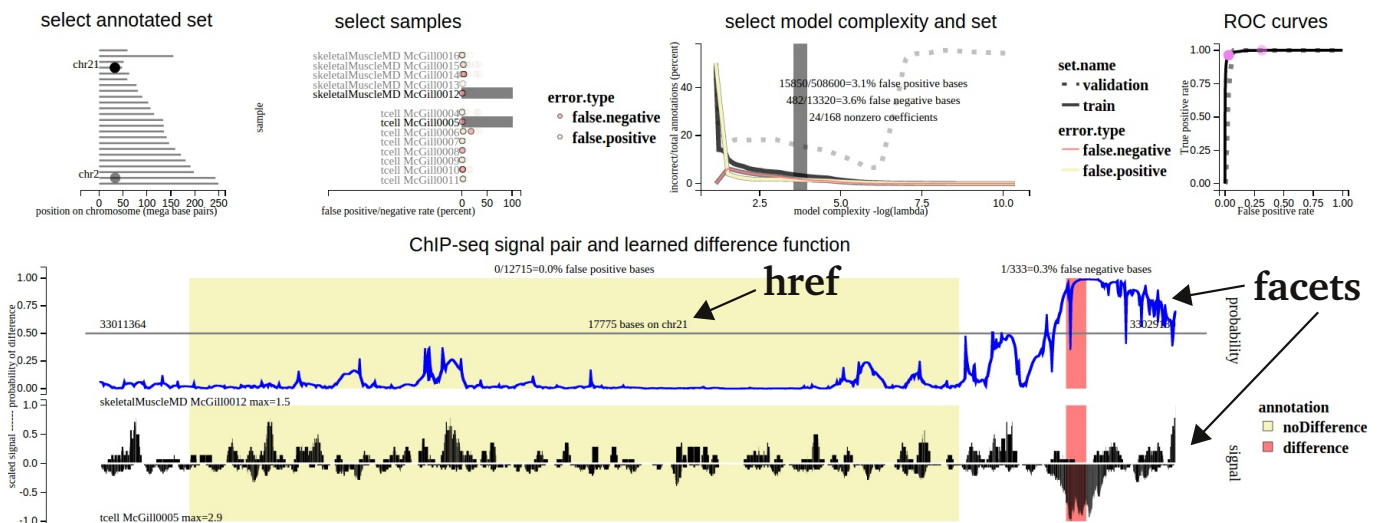 select annotated set
chr21
chr2
0 50 100 150 200 250
position on chromosome (mega base pairs)
select samples
sample
skeletalMuscleMD McGill0016
skeletalMuscleMD McGill0015
skeletalMuscleMD McGill0014
skeletalMuscleMD McGill0013
skeletalMuscleMD McGill0012
tcell McGill0004
tcell McGill0005
tcell McGill0006
tcell McGill0007
tcell McGill0008
tcell McGill0009
tcell McGill0010
tcell McGill0011
0 50 100
false positive/negative rate (percent)
error.type
false.negative
false.positive
select model complexity and set
incorrect/total annotations (percent)
40
20
0
15850/508600=3.1% false positive bases
482/13320=3.6% false negative bases
24/168 nonzero coefficients
2.5 5.0 7.5 10.0
model complexity -log(lambda)
set.name
validation
train
error.type
false.negative
false.positive
ROC curves
True positive rate
1.00
0.75
0.50
0.25
0.00
0.00 0.25 0.50 0.75 1.00
False positive rate
ChIP-seq signal pair and learned difference function
scaled signal ------ probability of difference
0/12715=0.0% false positive bases
1/333=0.3% false negative bases
href
facets
1.00
0.75
0.50
0.25
0.00
33011364
17775 bases on chr21
probability
1.0
0.5
0.0
-0.5
-1.0
skeletalMuscleMD McGill0012 max=1.5
tcell McGill0005 max=2.9
signal
annotation
noDifference
difference